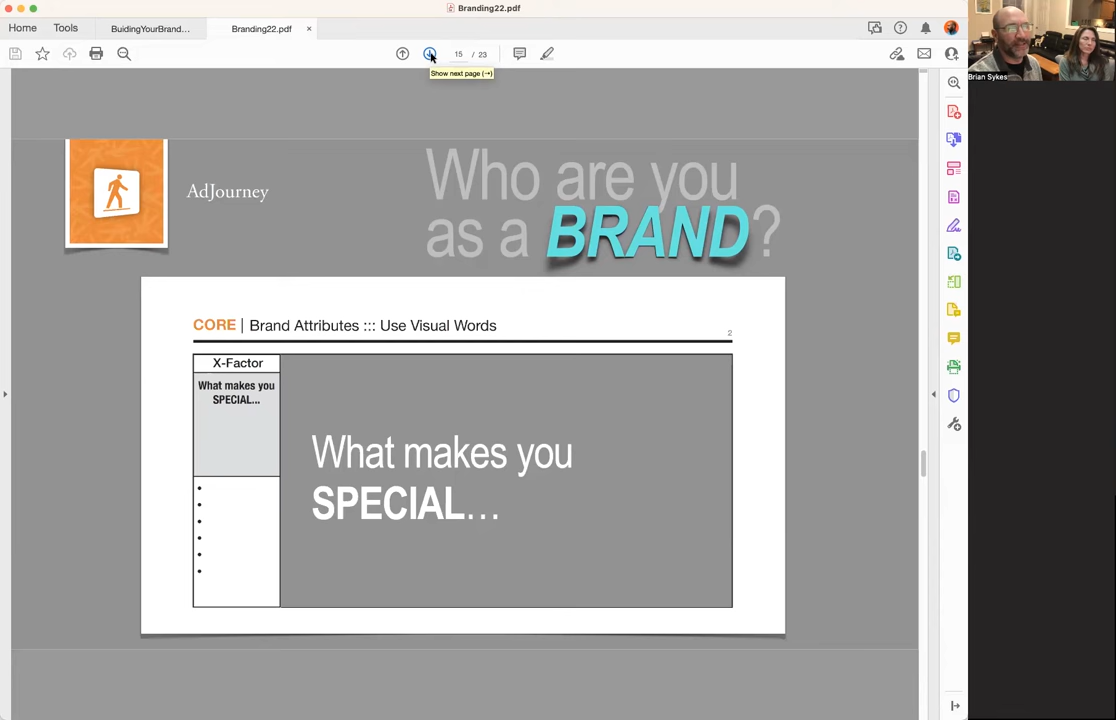 Branding22.pdf
Home
Tools
BuidingYourBrand...
Branding22.pdf
15 / 23
Show next page (→)
Brian Sykes
AdJourney
Who are you
as a BRAND?
CORE | Brand Attributes ::: Use Visual Words
2
X-Factor
What makes you
SPECIAL...
What makes you
SPECIAL...